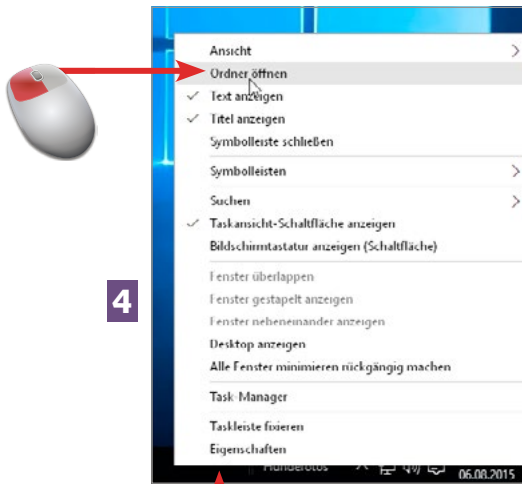 Ansicht
Ordner öffnen
Text anzeigen
Titel anzeigen
Symbolleiste schließen
Symbolleisten
Suchen
Taskansicht-Schaltfläche anzeigen
Bildschirmtastatur anzeigen (Schaltfläche)
Fenster überlappen
Fenster gestapelt anzeigen
Fenster nebeneinander anzeigen
Desktop anzeigen
Alle Fenster minimieren rückgängig machen
Task-Manager
Taskleiste fixieren
Eigenschaften
Hundefotos
06.08.2015
4